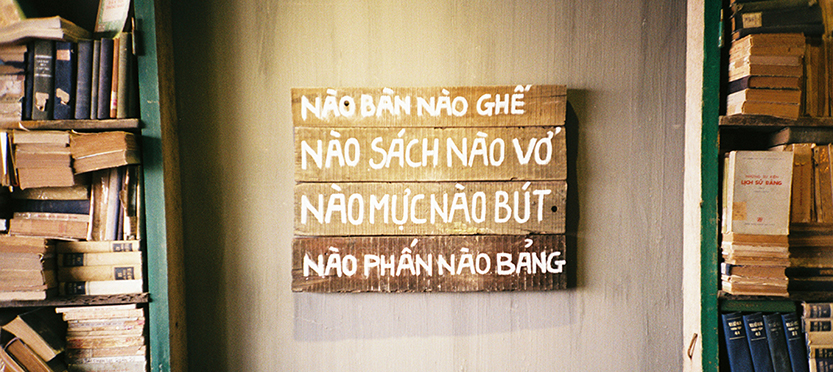 NÀO BÀN NÀO GHẾ
NÀO SÁCH NÀO VỞ
NÀO MỰC NÀO BÚT
NÀO PHẤN NÀO BẢNG
LỊCH SỬ ĐẢNG